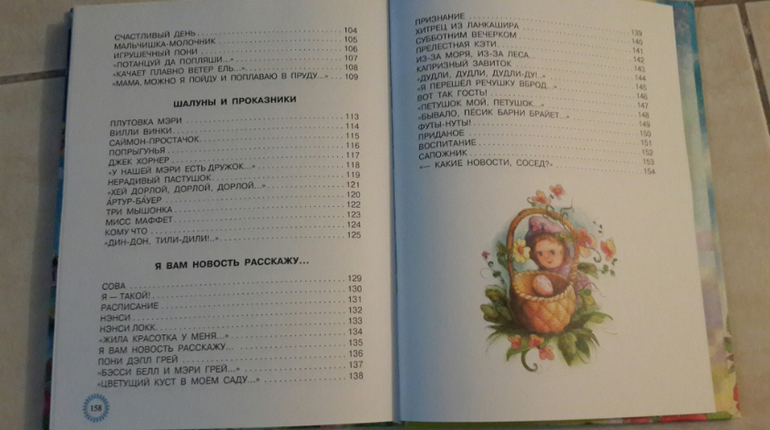 СЧАСТЛИВЫЙ ДЕНЬ 104
МАЛЬЧИШКА-МОЛОЧНИК 105
ИГРУШЕЧНЫЙ ПОНИ 106
«ПОТАНЦУЙ ДА ПОПЛЯШИ...» 107
«КАЧАЕТ ПЛАВНО ВЕТЕР ЕЛЬ...» 108
«МАМА, МОЖНО Я ПОЙДУ И ПОПЛАВАЮ В ПРУДУ...» 109
ШАЛУНЫ И ПРОКАЗНИКИ
ПЛУТОВКА МЭРИ 113
ВИЛЛИ ВИНКИ 114
САЙМОН-ПРОСТАЧОК 115
ПОПРЫГУНЬЯ 116
ДЖЕК ХОРНЕР 117
«У НАШЕЙ МЭРИ ЕСТЬ ДРУЖОК...» 118
НЕРАДИВЫЙ ПАСТУШОК 119
«ХЕЙ ДОРЛОЙ, ДОРЛОЙ, ДОРЛОЙ...» 121
АРТУР-БАУЕР 120
ТРИ МЫШОНКА 122
МИСС МАФФЕТ 123
КОМУ ЧТО 124
«ДИН-ДОН, ТИЛИ-ДИЛИ!...» 125
Я ВАМ НОВОСТЬ РАССКАЖУ...
СОВА 129
Я — ТАКОЙ! 130
РАСПИСАНИЕ 131
НЭНСИ 132
НЭНСИ ЛОКК 133
«ЖИЛА КРАСОТКА У МЕНЯ...» 134
Я ВАМ НОВОСТЬ РАССКАЖУ... 135
ПОНИ ДЭПЛ ГРЕЙ 136
«БЭССИ БЕЛЛ И МЭРИ ГРЕЙ...» 137
«ЦВЕТУЩИЙ КУСТ В МОЁМ САДУ...» 138
158
ПРИЗНАНИЕ
ХИТРЕЦ ИЗ ЛАНКАШИРА 139
СУББОТНИМ ВЕЧЕРКОМ 140
ПРЕЛЕСТНАЯ КЭТИ 141
ИЗ-ЗА МОРЯ, ИЗ-ЗА ЛЕСА 142
КАПРИЗНЫЙ ЗАВИТОК 143
«ДУДЛИ, ДУДЛИ, ДУДЛИ-ДУ!..» 144
«Я ПЕРЕШЁЛ РЕЧУШКУ ВБРОД...» 145
ВОТ ТАК ГОСТЬ! 146
«ПЕТУШОК МОЙ, ПЕТУШОК...» 147
«БЫВАЛО, ПЁСИК БАРНИ БРАЙЕТ...» 148
ФУТЫ-НУТЫ! 149
ПРИДАНОЕ 150
ВОСПИТАНИЕ 151
САПОЖНИК 152
«— КАКИЕ НОВОСТИ, СОСЕД?» 153
154